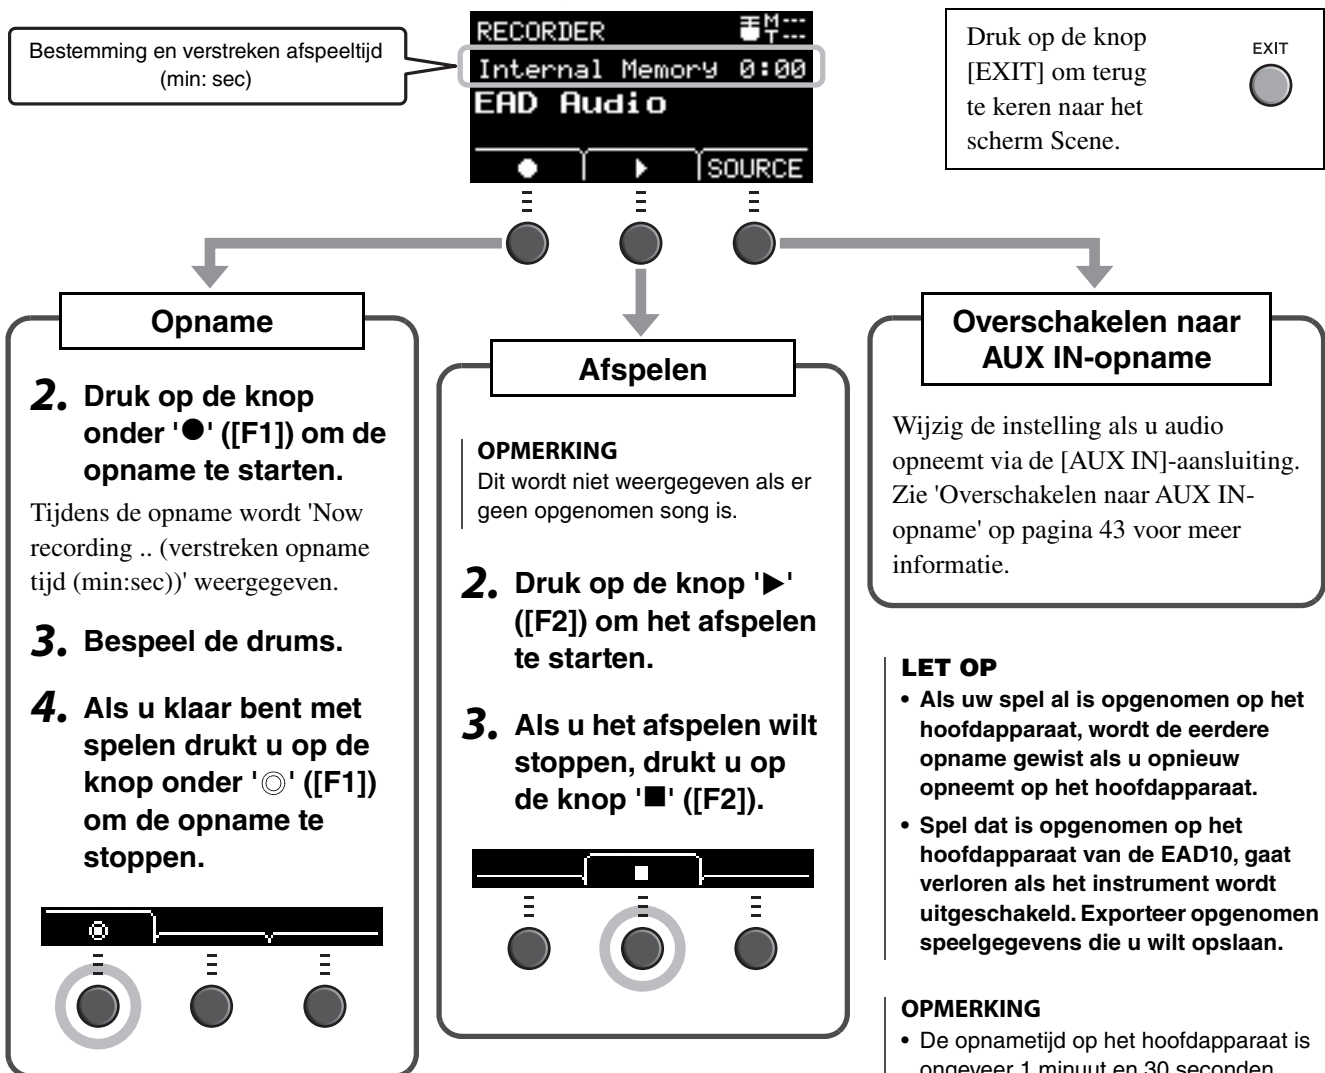 Bestemming en verstreken afspeeltijd
(min: sec)
RECORDER M---
T---
Internal Memory 0:00
EAD Audio
● ▶ SOURCE
Druk op de knop
[EXIT] om terug
te keren naar het
scherm Scene.
EXIT
Opname
2. Druk op de knop
onder '●' ([F1]) om de
opname te starten.
Tijdens de opname wordt 'Now
recording .. (verstreken opname
tijd (min:sec))' weergegeven.
3. Bespeel de drums.
4. Als u klaar bent met
spelen drukt u op de
knop onder '◎' ([F1])
om de opname te
stoppen.
Afspelen
OPMERKING
Dit wordt niet weergegeven als er
geen opgenomen song is.
2. Druk op de knop '▶'
([F2]) om het afspelen
te starten.
3. Als u het afspelen wilt
stoppen, drukt u op
de knop '■' ([F2]).
Overschakelen naar
AUX IN-opname
Wijzig de instelling als u audio
opneemt via de [AUX IN]-aansluiting.
Zie 'Overschakelen naar AUX IN-
opname' op pagina 43 voor meer
informatie.
LET OP
• Als uw spel al is opgenomen op het
hoofdapparaat, wordt de eerdere
opname gewist als u opnieuw
opneemt op het hoofdapparaat.
• Spel dat is opgenomen op het
hoofdapparaat van de EAD10, gaat
verloren als het instrument wordt
uitgeschakeld. Exporteer opgenomen
speelgegevens die u wilt opslaan.
OPMERKING
• De opnametijd op het hoofdapparaat is
ongeveer 1 minuut en 30 seconden